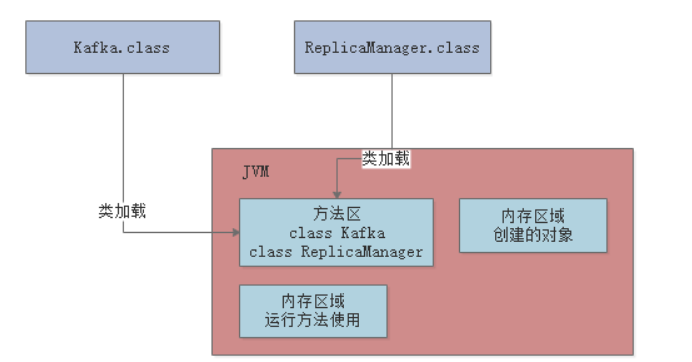 Kafka.class
ReplicaManager.class
类加载
JVM
类加载
方法区
class Kafka
class ReplicaManager
内存区域
创建的对象
内存区域
运行方法使用